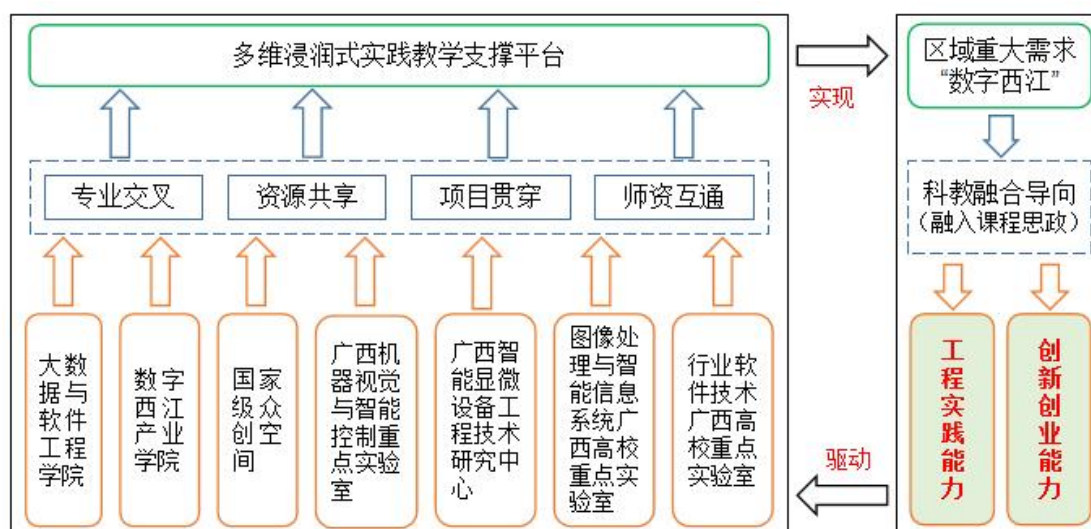 多维浸润式实践教学支撑平台
专业交叉
资源共享
项目贯穿
师资互通
大数
据与
软件
工程
学院
数字
西江
产业
学院
国家
级众
创空
间
广西机
器视觉
与智能
控制重
点实验
室
广西智
能显微
设备工
程技术
研究中
心
图像处
理与智
能信息
系统广
西高校
重点实
验室
行业软
件技术
广西高
校重点
实验室
实现
驱动
区域重大需求
“数字西江”
科教融合导向
(融入课程思政)
工程实践能力
创新创业能力